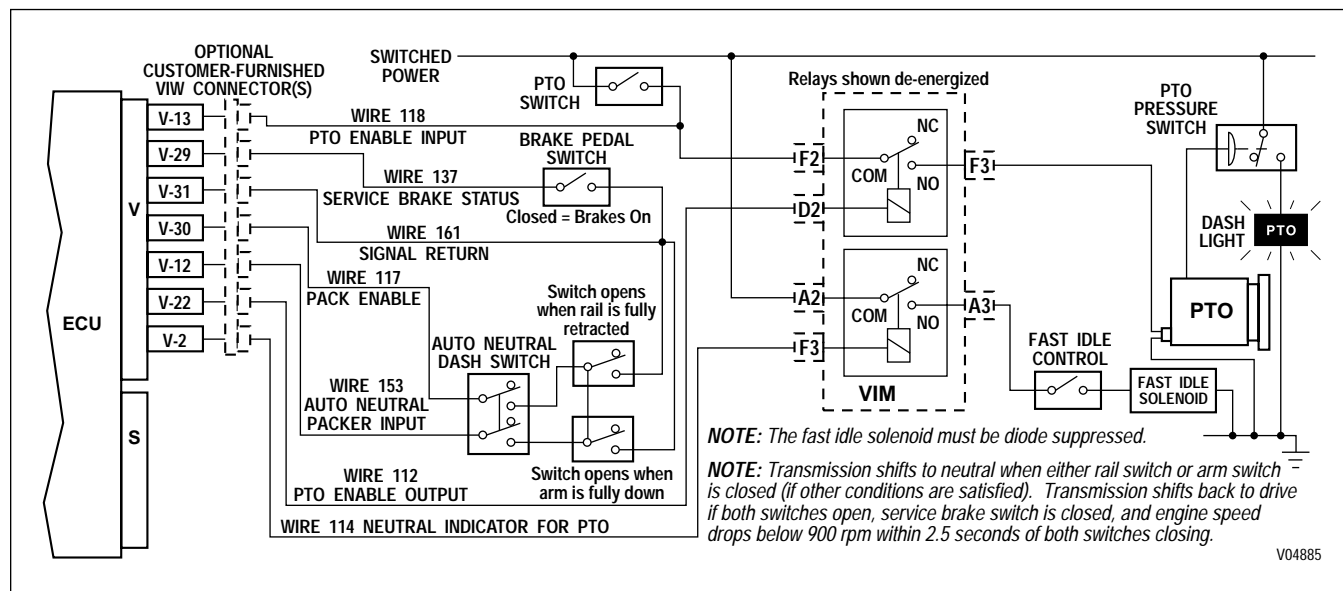 OPTIONAL
CUSTOMER-FURNISHED
VIW CONNECTOR(S)
SWITCHED
POWER
PTO
SWITCH
Relays shown de-energized
PTO
PRESSURE
SWITCH
ECU
V
S
V-13
V-29
V-31
V-30
V-12
V-22
V-2
WIRE 118
PTO ENABLE INPUT
BRAKE PEDAL
SWITCH
WIRE 137
SERVICE BRAKE STATUS
Closed = Brakes On
WIRE 161
SIGNAL RETURN
WIRE 117
PACK ENABLE
Switch opens
when rail is fully
retracted
AUTO NEUTRAL
DASH SWITCH
WIRE 153
AUTO NEUTRAL
PACKER INPUT
Switch opens when
arm is fully down
WIRE 112
PTO ENABLE OUTPUT
WIRE 114 NEUTRAL INDICATOR FOR PTO
F2
D2
NC
COM
NO
F3
A2
F3
NC
COM
NO
A3
VIM
DASH
LIGHT
PTO
PTO
FAST IDLE
CONTROL
FAST IDLE
SOLENOID
NOTE: The fast idle solenoid must be diode suppressed.
NOTE: Transmission shifts to neutral when either rail switch or arm switch
is closed (if other conditions are satisfied). Transmission shifts back to drive
if both switches open, service brake switch is closed, and engine speed
drops below 900 rpm within 2.5 seconds of both switches closing.
V04885